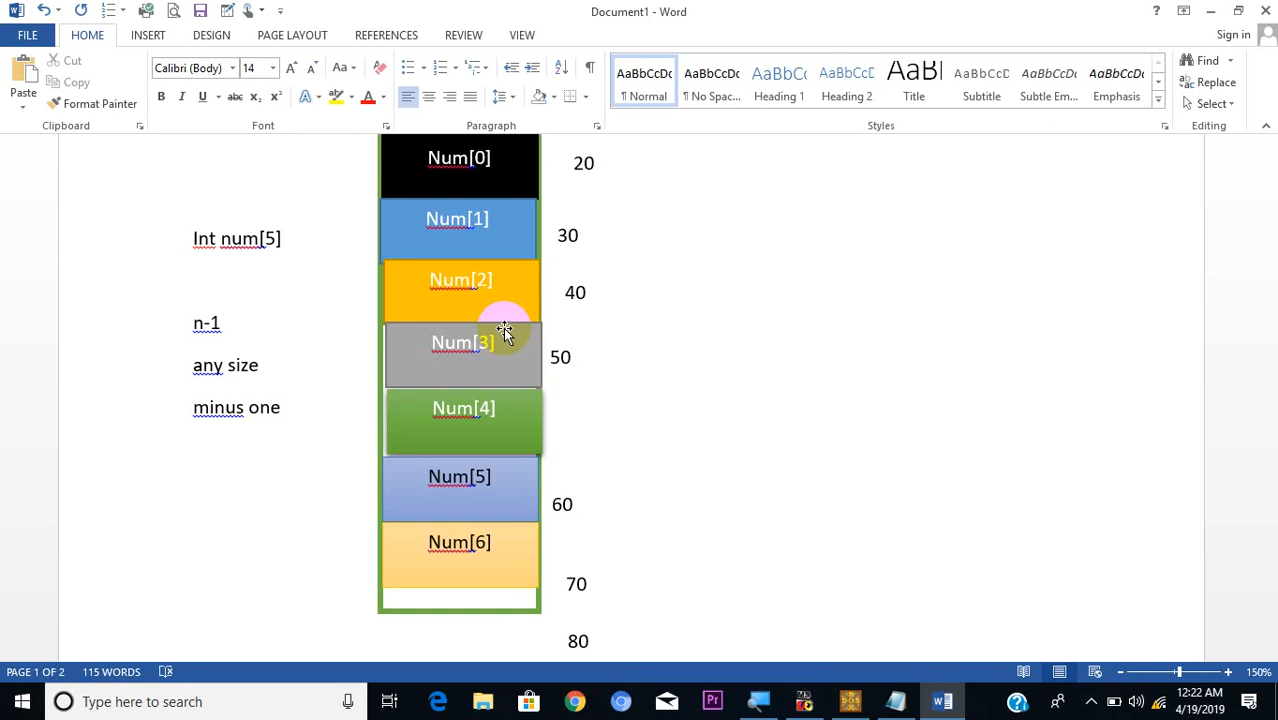 Document1 - Word
?
FILE
HOME
INSERT
DESIGN
PAGE LAYOUT
REFERENCES
REVIEW
VIEW
Sign in
Paste
Cut
Copy
Format Painter
Clipboard
Calibri (Body)
14
Font
Paragraph
AaBbCcDc
¶ Normal
AaBbCcDc
¶ No Spac...
AaBbCc
Heading 1
AaBbCcD
Heading 2
AaBl
Title
AaBbCcD
Subtitle
AaBbCcDc
Subtle Em...
AaBbCcDc
Emphasis
Styles
Find
Replace
Select
Editing
Num[0]
20
Num[1]
30
Int num[5]
Num[2]
40
n-1
Num[3]
50
any size
minus one
Num[4]
Num[5]
60
Num[6]
70
80
PAGE 1 OF 2
115 WORDS
150%
Type here to search
12:22 AM
4/19/2019